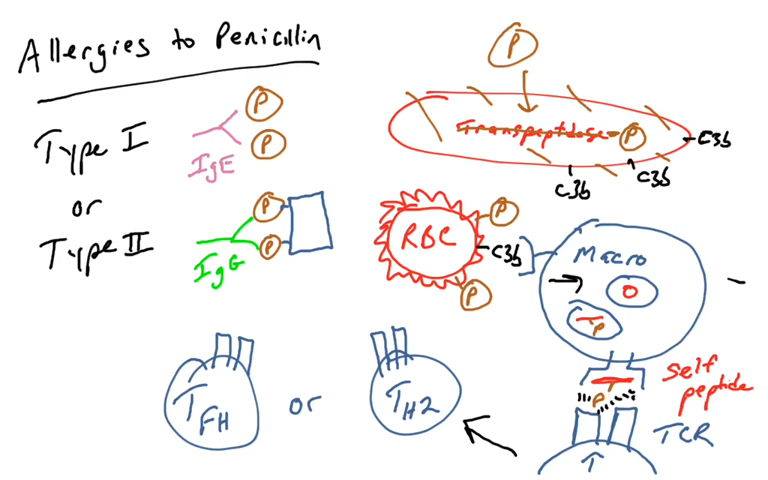 Allergies to Penicillin
P
Type I
P
P
IgE
Transpeptidase P
C3b
C3b
C3b
or
Type II
P
P
IgG
RBC
P
C3b
P
Macro
P
TFH
or
TH2
P
Self
peptide
TCR
T